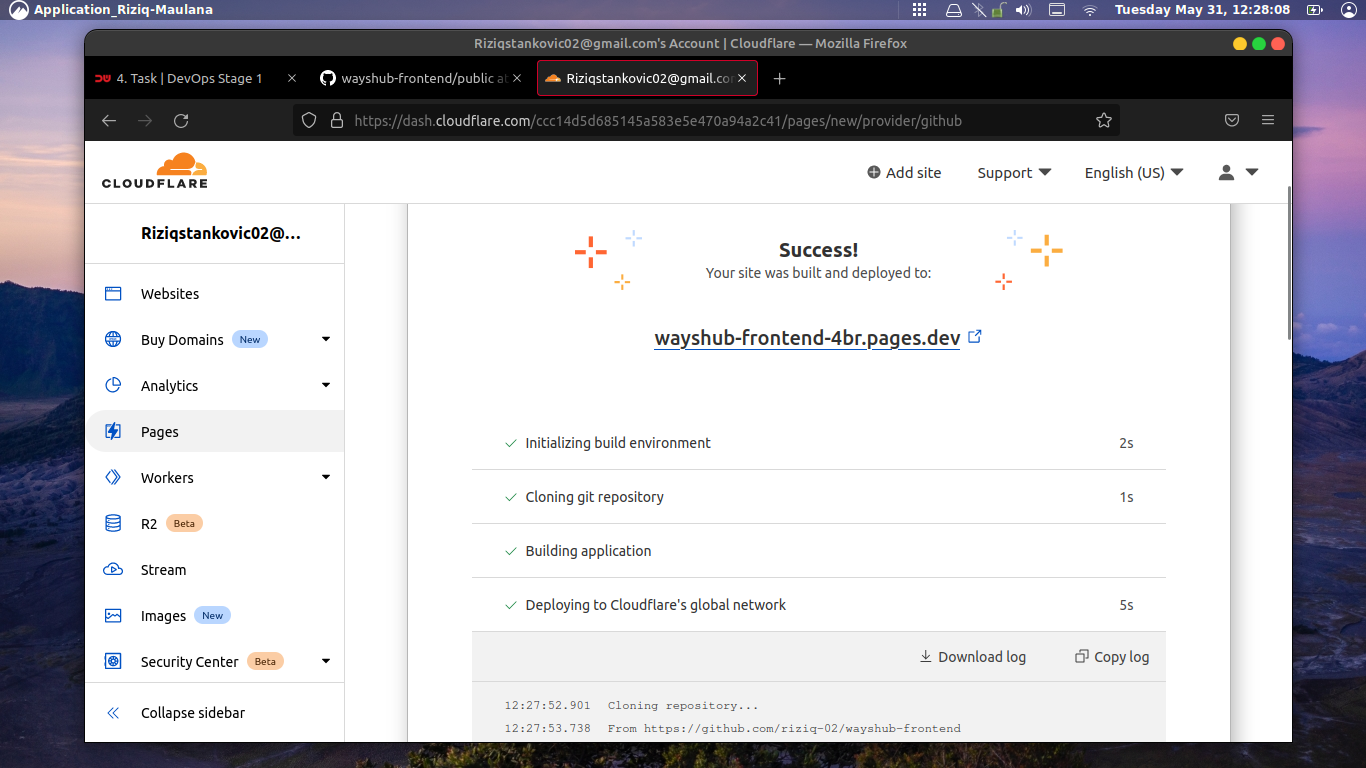 Application_Riziq-Maulana
Tuesday May 31, 12:28:08
Riziqstankovic02@gmail.com's Account | Cloudflare — Mozilla Firefox
4. Task | DevOps Stage 1
wayshub-frontend/public at
Riziqstankovic02@gmail.com
https://dash.cloudflare.com/ccc14d5d685145a583e5e470a94a2c41/pages/new/provider/github
CLOUDFLARE
Add site
Support
English (US)
Riziqstankovic02@...
Websites
Buy Domains New
Analytics
Pages
Workers
R2 Beta
Stream
Images New
Security Center Beta
Collapse sidebar
Success!
Your site was built and deployed to:
wayshub-frontend-4br.pages.dev
Initializing build environment 2s
Cloning git repository 1s
Building application
Deploying to Cloudflare's global network 5s
Download log
Copy log
12:27:52.901 Cloning repository...
12:27:53.738 From https://github.com/riziq-02/wayshub-frontend